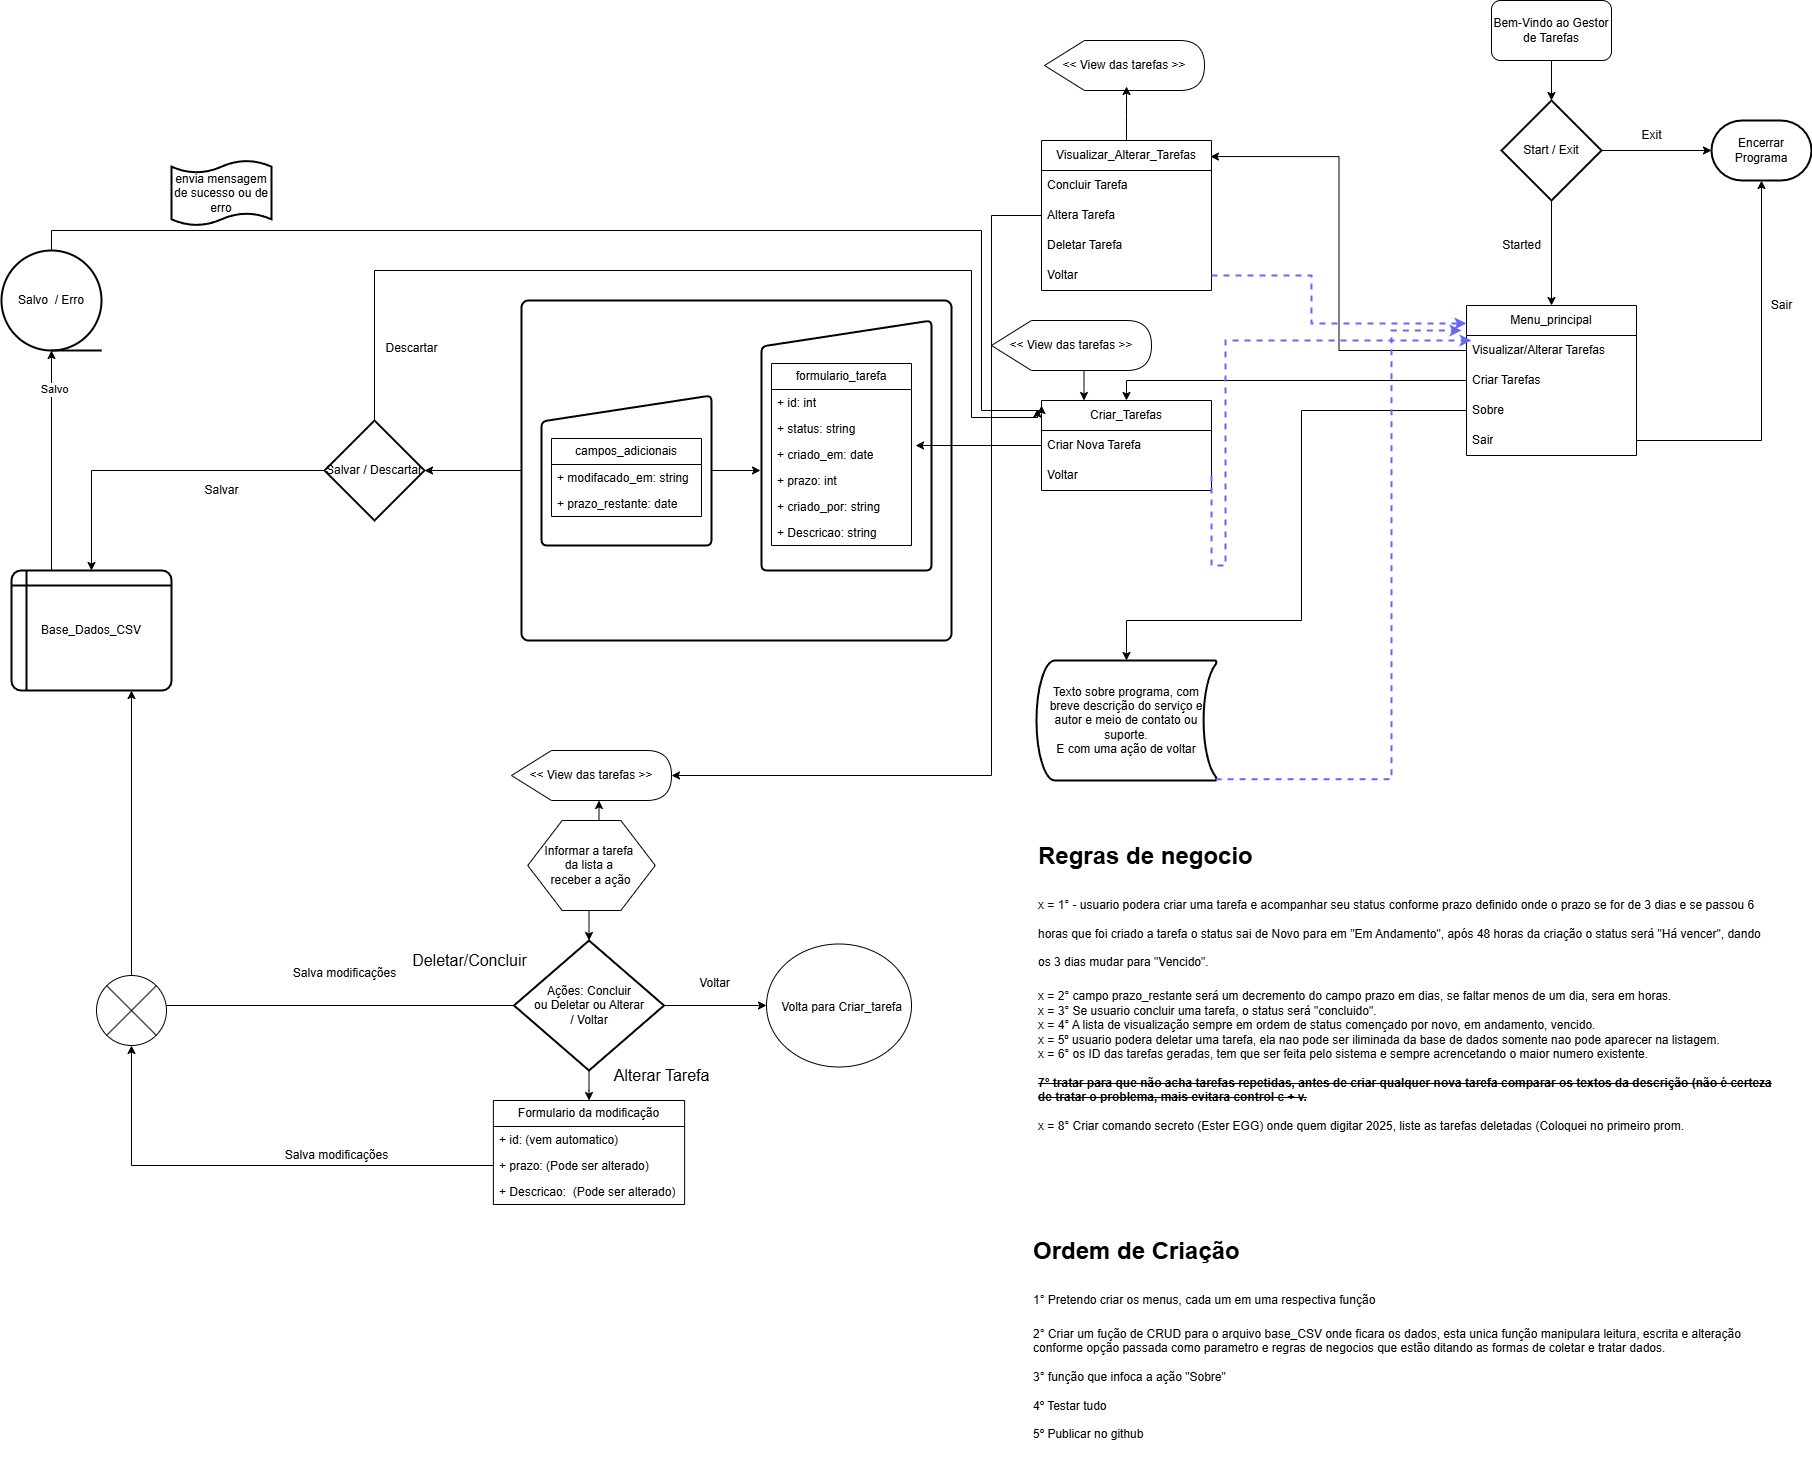 Bem-Vindo ao Gestor
de Tarefas
<< View das tarefas >>
Start / Exit
Exit
Encerrar
Programa
Visualizar_Alterar_Tarefas
Concluir Tarefa
Altera Tarefa
Deletar Tarefa
Voltar
envia mensagem
de sucesso ou de
erro
Started
Sair
Salvo  / Erro
Menu_principal
Visualizar/Alterar Tarefas
Criar Tarefas
Sobre
Sair
Descartar
<< View das tarefas >>
formulario_tarefa
+ id: int
+ status: string
+ criado_em: date
+ prazo: int
+ criado_por: string
+ Descricao: string
Salvo
Criar_Tarefas
Criar Nova Tarefa
Voltar
campos_adicionais
+ modifacado_em: string
+ prazo_restante: date
Salvar / Descartar
Salvar
Base_Dados_CSV
Texto sobre programa, com
breve descrição do serviço e
autor e meio de contato ou
suporte.
E com uma ação de voltar
<< View das tarefas >>
Informar a tarefa
da lista a
receber a ação
Deletar/Concluir
Salva modificações
Ações: Concluir
ou Deletar ou Alterar
/ Voltar
Voltar
Volta para Criar_tarefa
Alterar Tarefa
Formulario da modificação
+ id: (vem automatico)
+ prazo: (Pode ser alterado)
+ Descricao:  (Pode ser alterado)
Salva modificações
Regras de negocio
x = 1° - usuario podera criar uma tarefa e acompanhar seu status conforme prazo definido onde o prazo se for de 3 dias e se passou 6
horas que foi criado a tarefa o status sai de Novo para em "Em Andamento", após 48 horas da criação o status será "Há vencer", dando
os 3 dias mudar para "Vencido".
x = 2° campo prazo_restante será um decremento do campo prazo em dias, se faltar menos de um dia, sera em horas.
x = 3° Se usuario concluir uma tarefa, o status será "concluido".
x = 4° A lista de visualização sempre em ordem de status começado por novo, em andamento, vencido.
x = 5º usuario podera deletar uma tarefa, ela nao pode ser iliminada da base de dados somente nao pode aparecer na listagem.
x = 6° os ID das tarefas geradas, tem que ser feita pelo sistema e sempre acrencetando o maior numero existente.
7º tratar para que não acha tarefas repetidas, antes de criar qualquer nova tarefa comparar os textos da descrição (não é certeza
de tratar o problema, mais evitara control c + v.
x = 8° Criar comando secreto (Ester EGG) onde quem digitar 2025, liste as tarefas deletadas (Coloquei no primeiro prom.
Ordem de Criação
1° Pretendo criar os menus, cada um em uma respectiva função
2° Criar um fução de CRUD para o arquivo base_CSV onde ficara os dados, esta unica função manipulara leitura, escrita e alteração
conforme opção passada como parametro e regras de negocios que estão ditando as formas de coletar e tratar dados.
3° função que infoca a ação "Sobre"
4º Testar tudo
5º Publicar no github